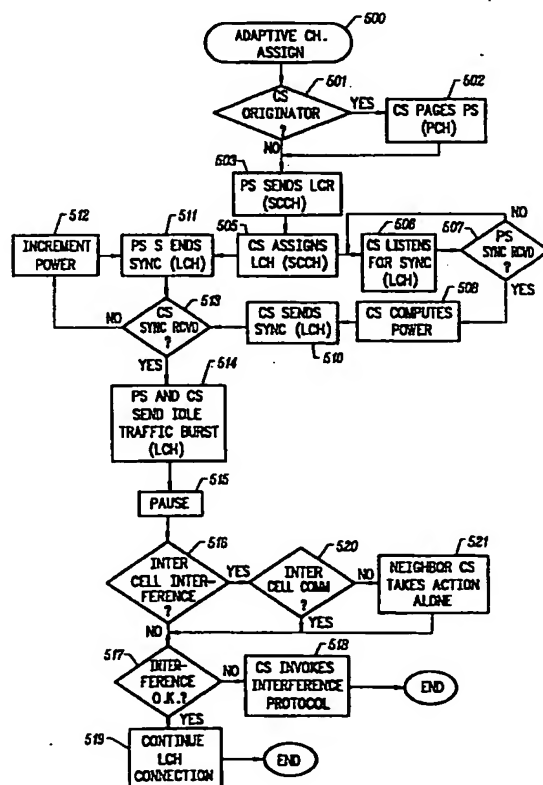 500
ADAPTIVE CH.
ASSIGN
501
CS
ORIGINATOR
?
YES
NO
502
CS PAGES PS
(PCH)
503
PS SENDS LCR
(SCCH)
512
INCREMENT
POWER
511
PS S ENDS
SYNC (LCH)
505
CS ASSIGNS
LCH (SCCH)
506
CS LISTENS
FOR SYNC
(LCH)
507
PS
SYNC RCVD
?
NO
YES
513
CS
SYNC RCVD
?
NO
YES
CS SENDS
SYNC (LCH)
510
508
CS COMPUTES
POWER
514
PS AND CS
SEND IDLE
TRAFFIC BURST
(LCH)
515
PAUSE
516
INTER
CELL INTER-
FERENCE
?
YES
NO
520
INTER
CELL COMM
?
NO
YES
521
NEIGHBOR CS
TAKES ACTION
ALONE
517
INTER-
FERENCE
O.K.?
NO
YES
518
CS INVOKES
INTERFERENCE
PROTOCOL
END
519
CONTINUE
LCH
CONNECTION
END